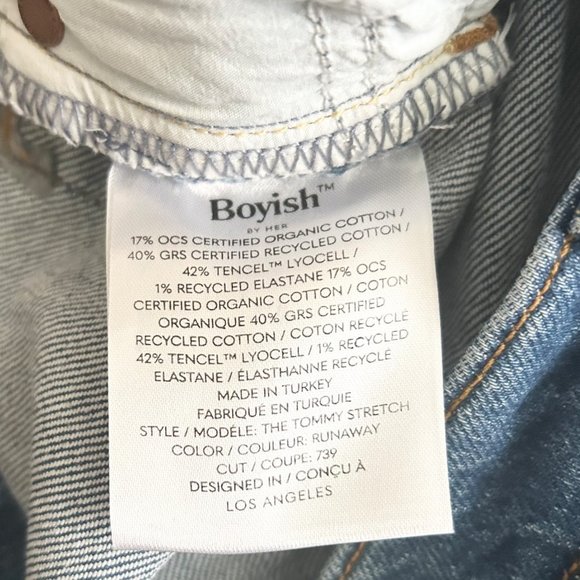 Boyish™
BY HER
17% OCS CERTIFIED ORGANIC COTTON /
40% GRS CERTIFIED RECYCLED COTTON /
42% TENCEL™ LYOCELL /
1% RECYCLED ELASTANE 17% OCS
CERTIFIED ORGANIC COTTON / COTON
ORGANIQUE 40% GRS CERTIFIED
RECYCLED COTTON / COTON RECYCLÉ
42% TENCEL™ LYOCELL / 1% RECYCLED
ELASTANE / ÉLASTHANNE RECYCLÉ
MADE IN TURKEY
FABRIQUÉ EN TURQUIE
STYLE / MODÈLE: THE TOMMY STRETCH
COLOR / COULEUR: RUNAWAY
CUT / COUPE: 739
DESIGNED IN / CONÇU À
LOS ANGELES